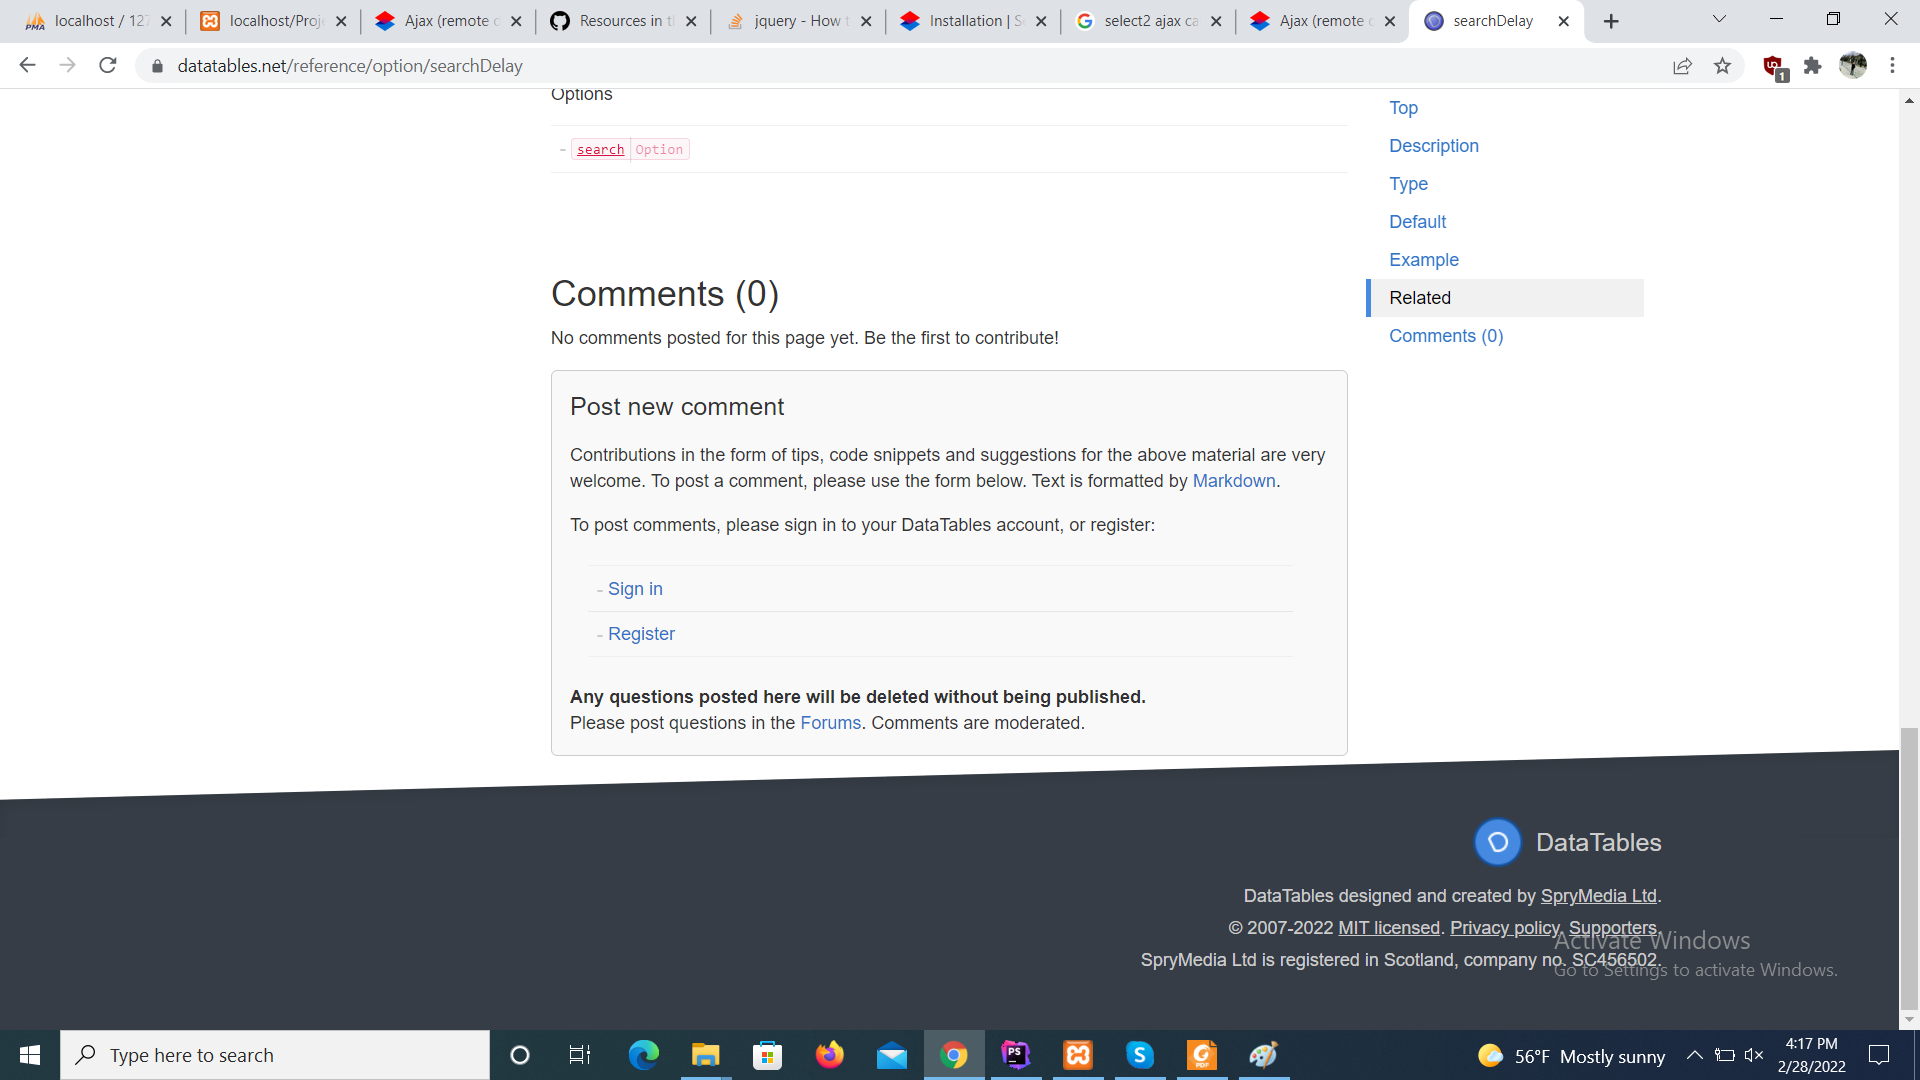 localhost / 127
localhost/Proje
Ajax (remote d
Resources in th
jquery - How t
Installation | Se
select2 ajax ca
Ajax (remote d
searchDelay
datatables.net/reference/option/searchDelay
1
Options
- search Option
Top
Description
Type
Default
Example
Related
Comments (0)
Comments (0)
No comments posted for this page yet. Be the first to contribute!
Post new comment
Contributions in the form of tips, code snippets and suggestions for the above material are very
welcome. To post a comment, please use the form below. Text is formatted by Markdown.
To post comments, please sign in to your DataTables account, or register:
- Sign in
- Register
Any questions posted here will be deleted without being published.
Please post questions in the Forums. Comments are moderated.
DataTables
DataTables designed and created by SpryMedia Ltd.
© 2007-2022 MIT licensed. Privacy policy. Supporters.
SpryMedia Ltd is registered in Scotland, company no. SC456502.
Activate Windows
Go to Settings to activate Windows.
Type here to search
56°F Mostly sunny
4:17 PM
2/28/2022